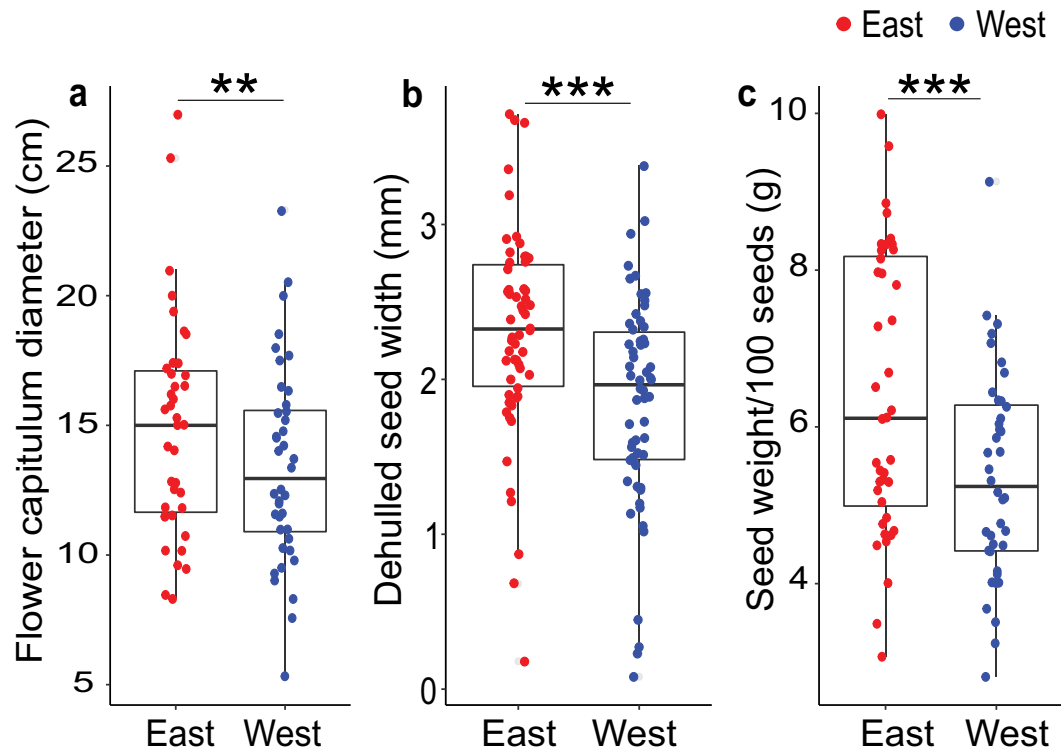 East West
a ** b *** c ***
Flower capitulum diameter (cm)
25
20
15
10
5
East West
Dehulled seed width (mm)
3
2
1
0
East West
Seed weight/100 seeds (g)
10
8
6
4
East West